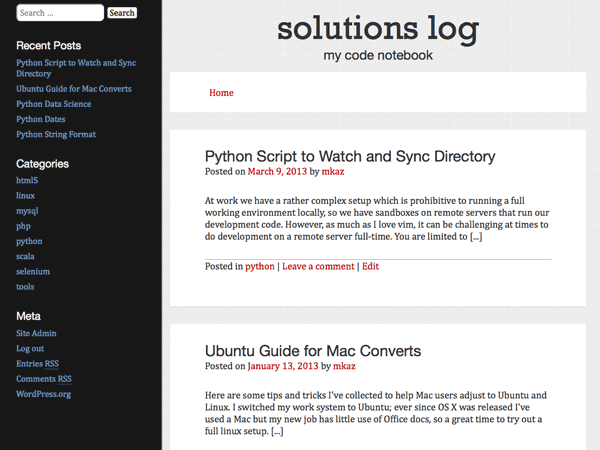 Search ...
Search
Recent Posts
Python Script to Watch and Sync
Directory
Ubuntu Guide for Mac Converts
Python Data Science
Python Dates
Python String Format
Categories
html5
linux
mysql
php
python
scala
selenium
tools
Meta
Site Admin
Log out
Entries RSS
Comments RSS
WordPress.org
solutions log
my code notebook
Home
Python Script to Watch and Sync Directory
Posted on March 9, 2013 by mkaz
At work we have a rather complex setup which is prohibitive to running a full
working environment locally, so we have sandboxes on remote servers that run our
development code. However, as much as I love vim, it can be challenging at times to
do development on a remote server full-time. You are limited to [...]
Posted in python | Leave a comment | Edit
Ubuntu Guide for Mac Converts
Posted on January 13, 2013 by mkaz
Here are some tips and tricks I've collected to help Mac users adjust to Ubuntu and
Linux. I switched my work system to Ubuntu; ever since OS X was released I've
used a Mac but my new job has little use of Office docs, so a great time to try out a
full linux setup. [...]